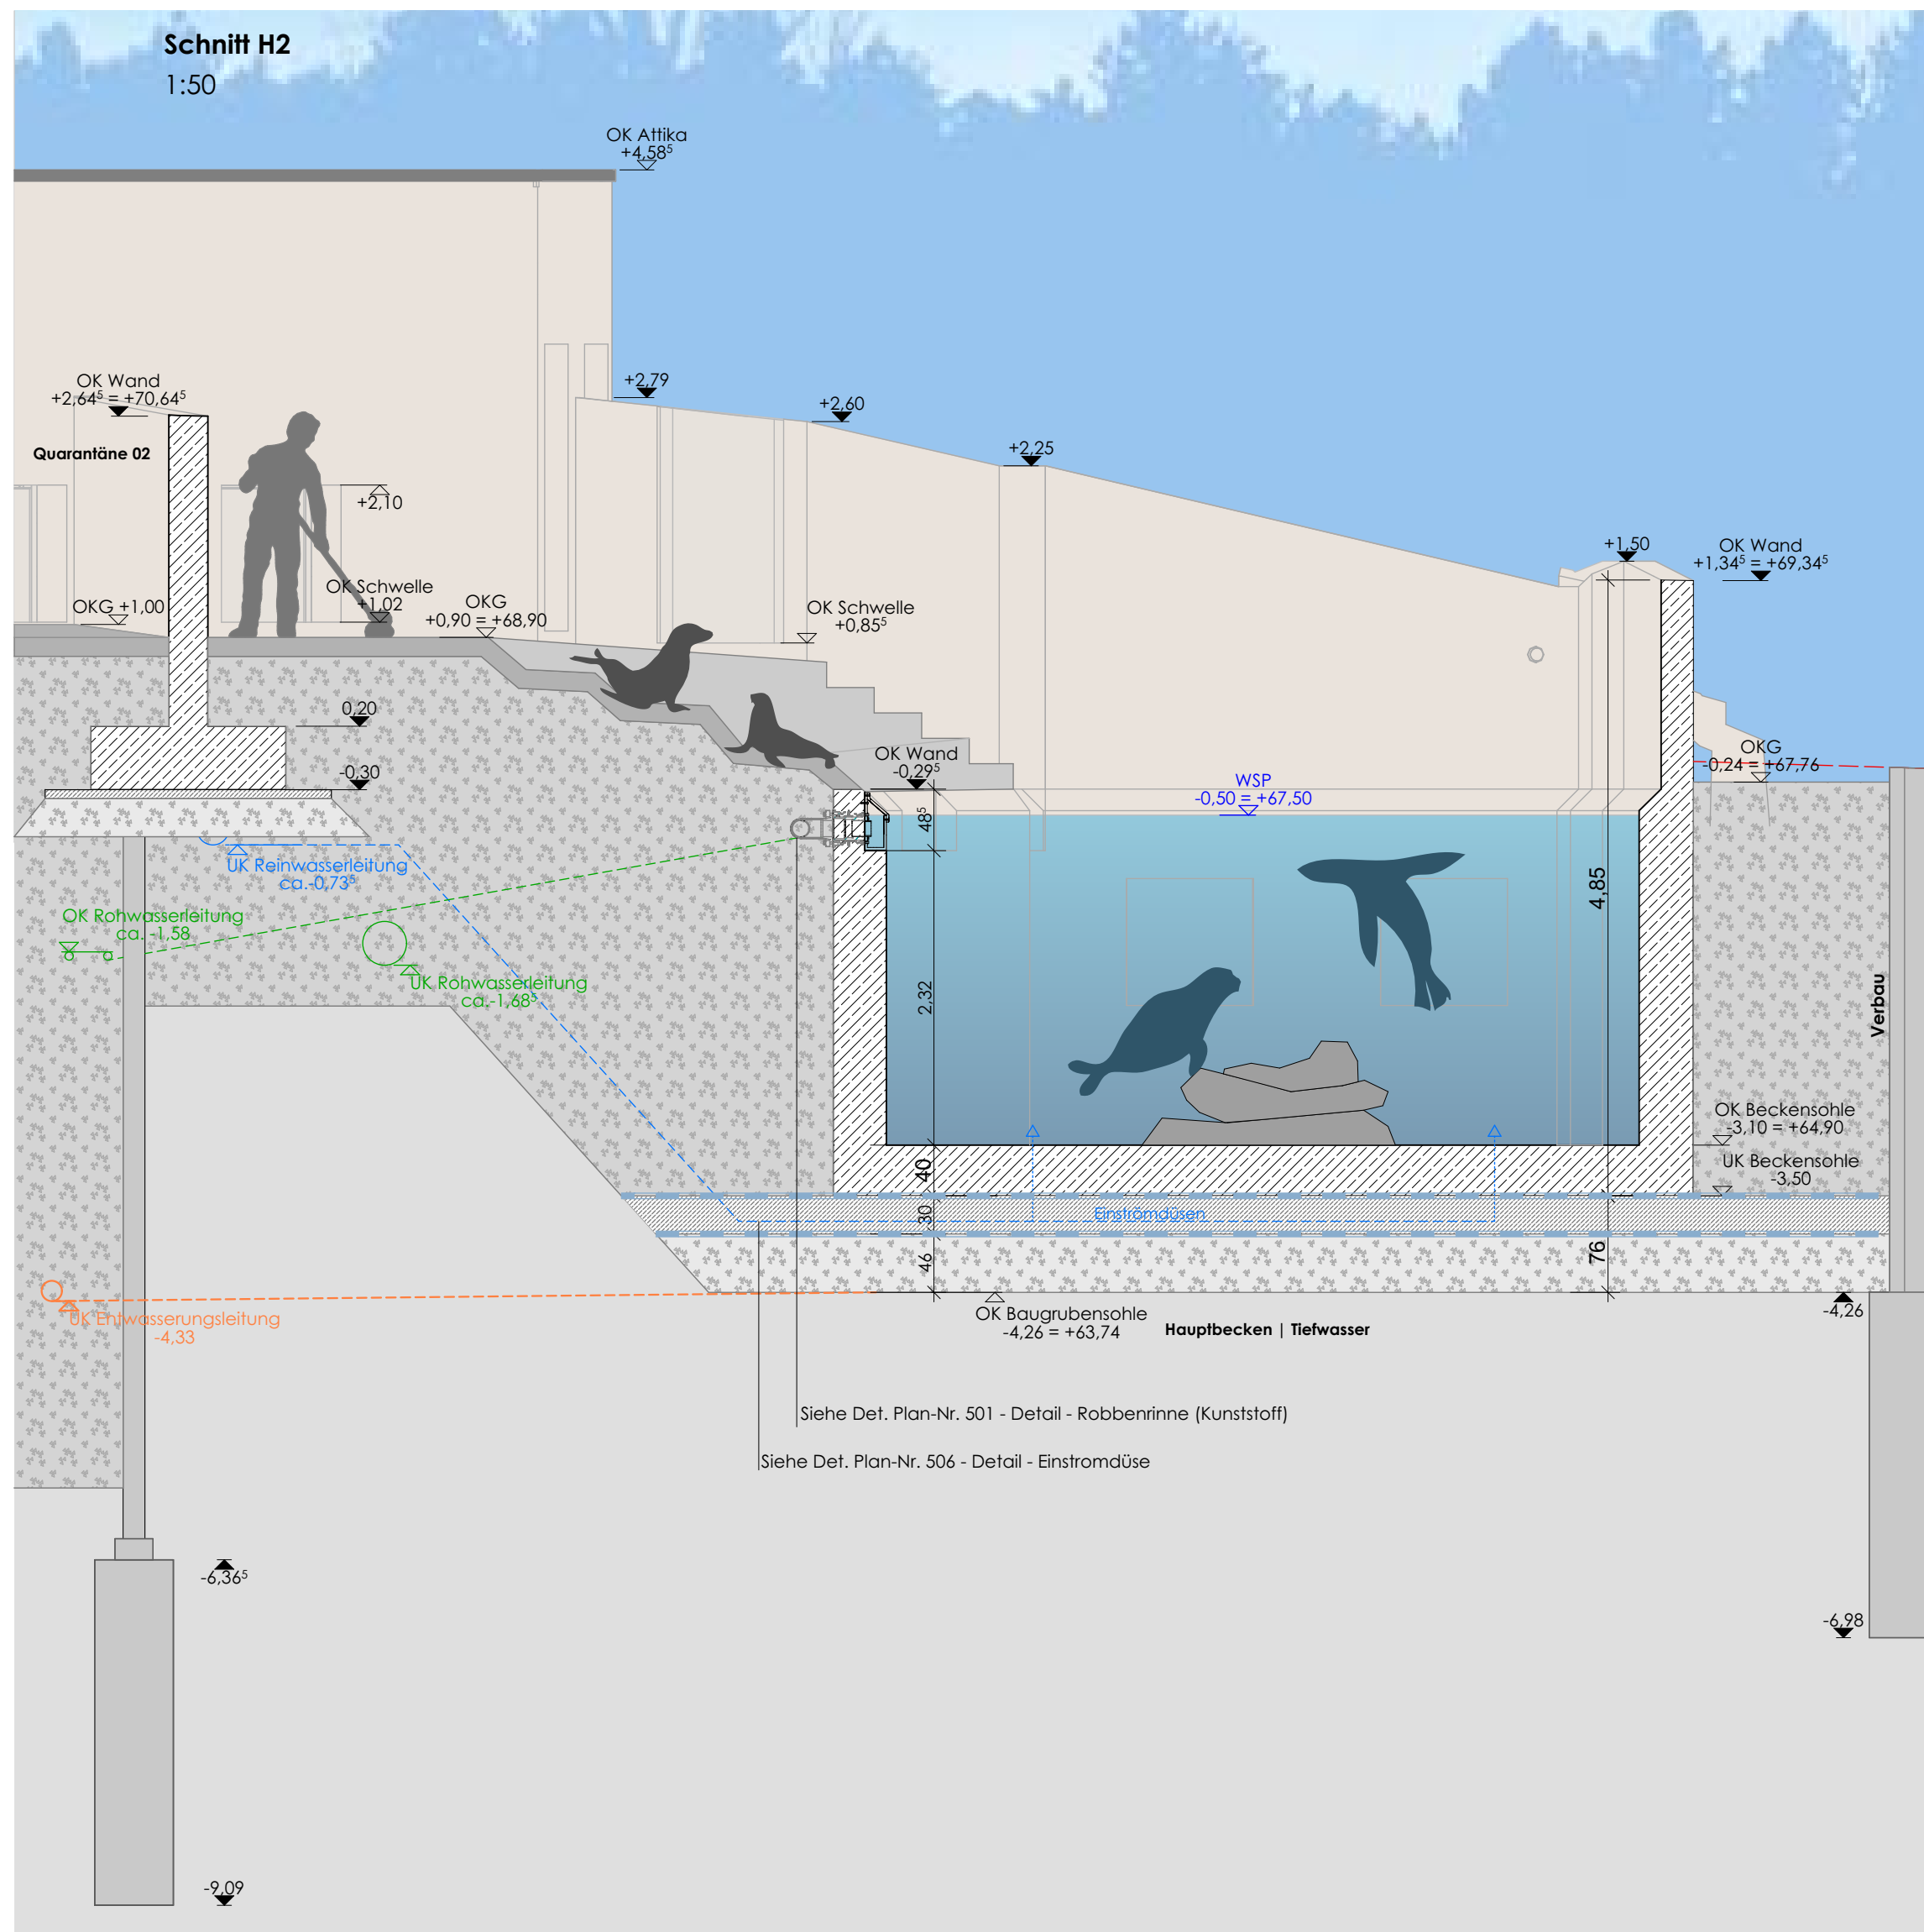 Schnitt H2
1:50
OK Attika
+4,58⁵
OK Wand
+2,64⁵ = +70,64⁵
+2,79
+2,60
Quarantäne 02
+2,25
+2,10
+1,50
OK Wand
+1,34⁵ = +69,34⁵
OK Schwelle
+1,02
OKG +1,00
OKG
+0,90 = +68,90
OK Schwelle
+0,85⁵
0,20
-0,30
OK Wand
-0,29⁵
OKG
-0,24 = +67,76
WSP
-0,50 = +67,50
48⁵
UK Reinwasserleitung
ca.-0,73⁵
4,85
OK Rohwasserleitung
ca. -1,58
UK Rohwasserleitung
ca.-1,68⁵
2,32
Verbau
OK Beckensohle
-3,10 = +64,90
UK Beckensohle
-3,50
40
30
Einströmdüsen
46
76
UK Entwässerungsleitung
-4,33
OK Baugrubensohle
-4,26 = +63,74
Hauptbecken | Tiefwasser
-4,26
Siehe Det. Plan-Nr. 501 - Detail - Robbenrinne (Kunststoff)
Siehe Det. Plan-Nr. 506 - Detail - Einstromdüse
-6,36⁵
-6,98
-9,09